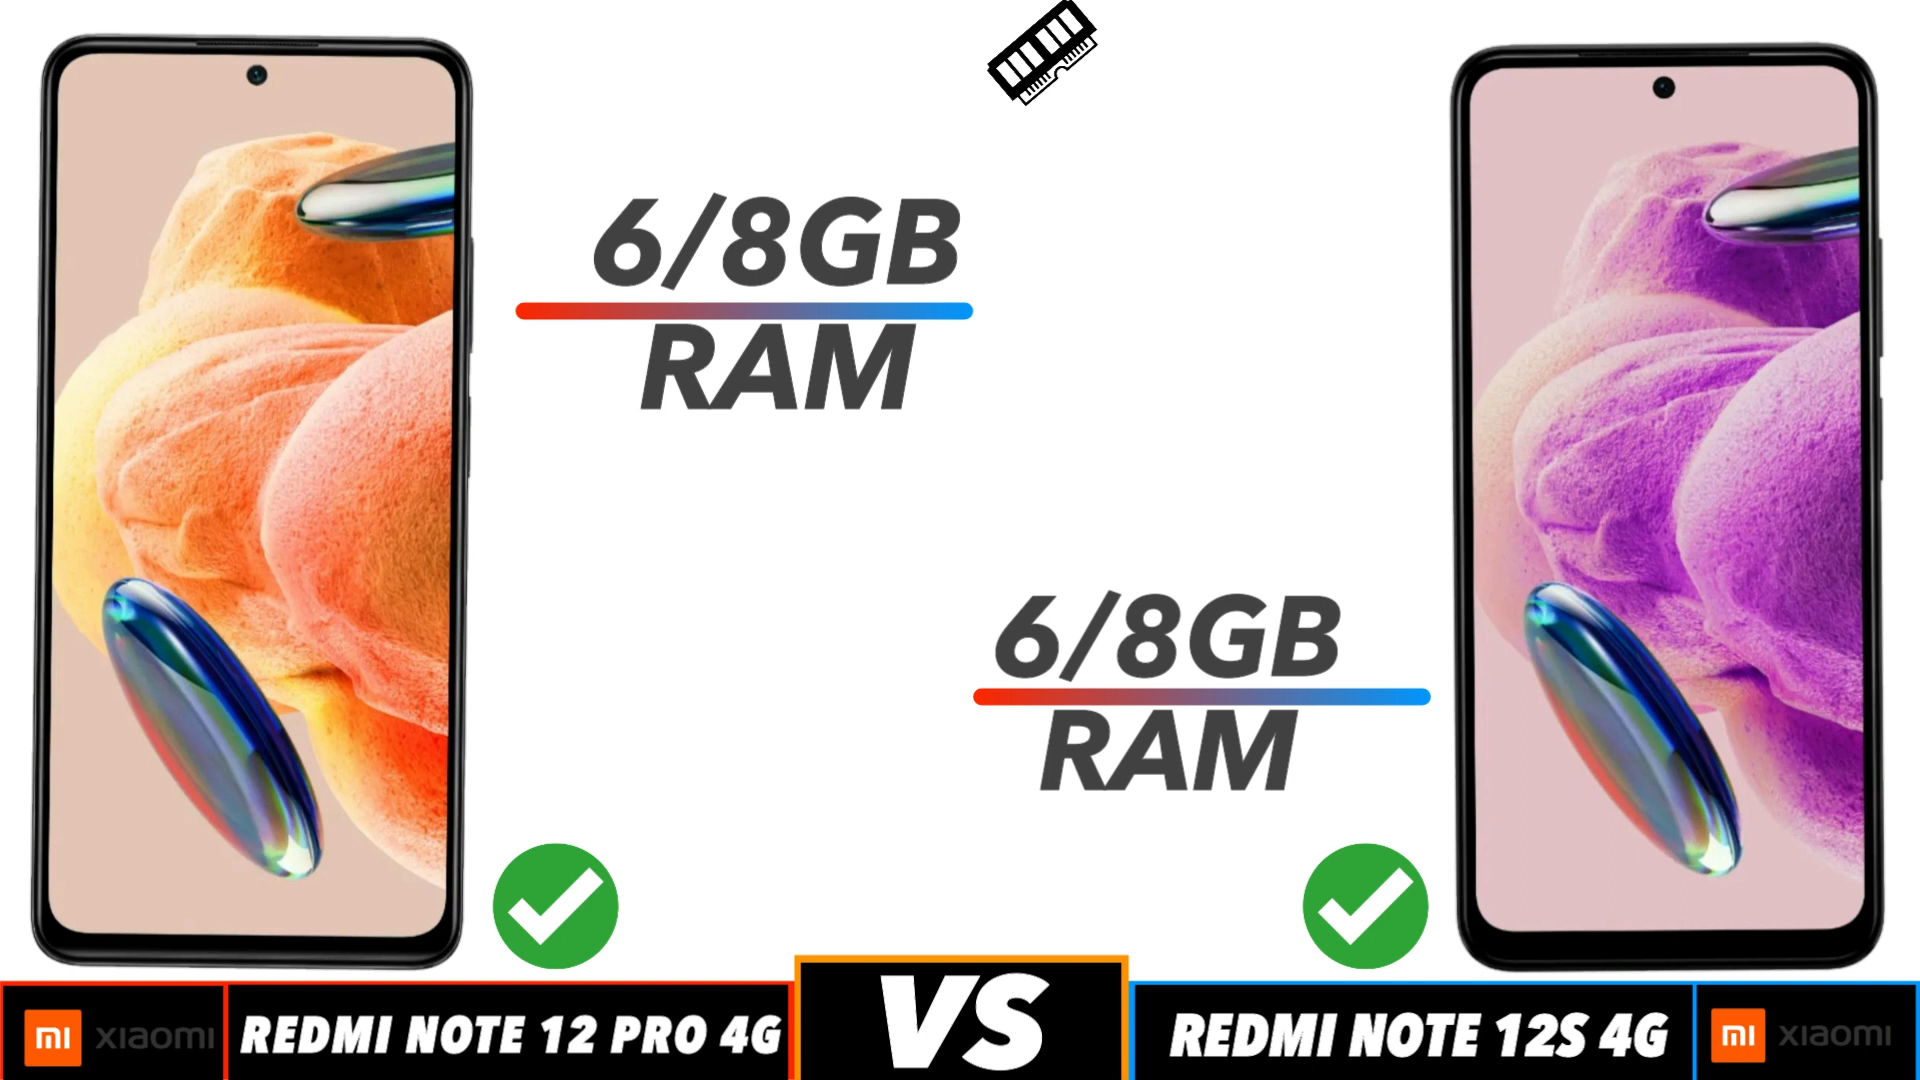 6/8GB
RAM
6/8GB
RAM
mi xiaomi REDMI NOTE 12 PRO 4G VS REDMI NOTE 12S 4G mi xiaomi